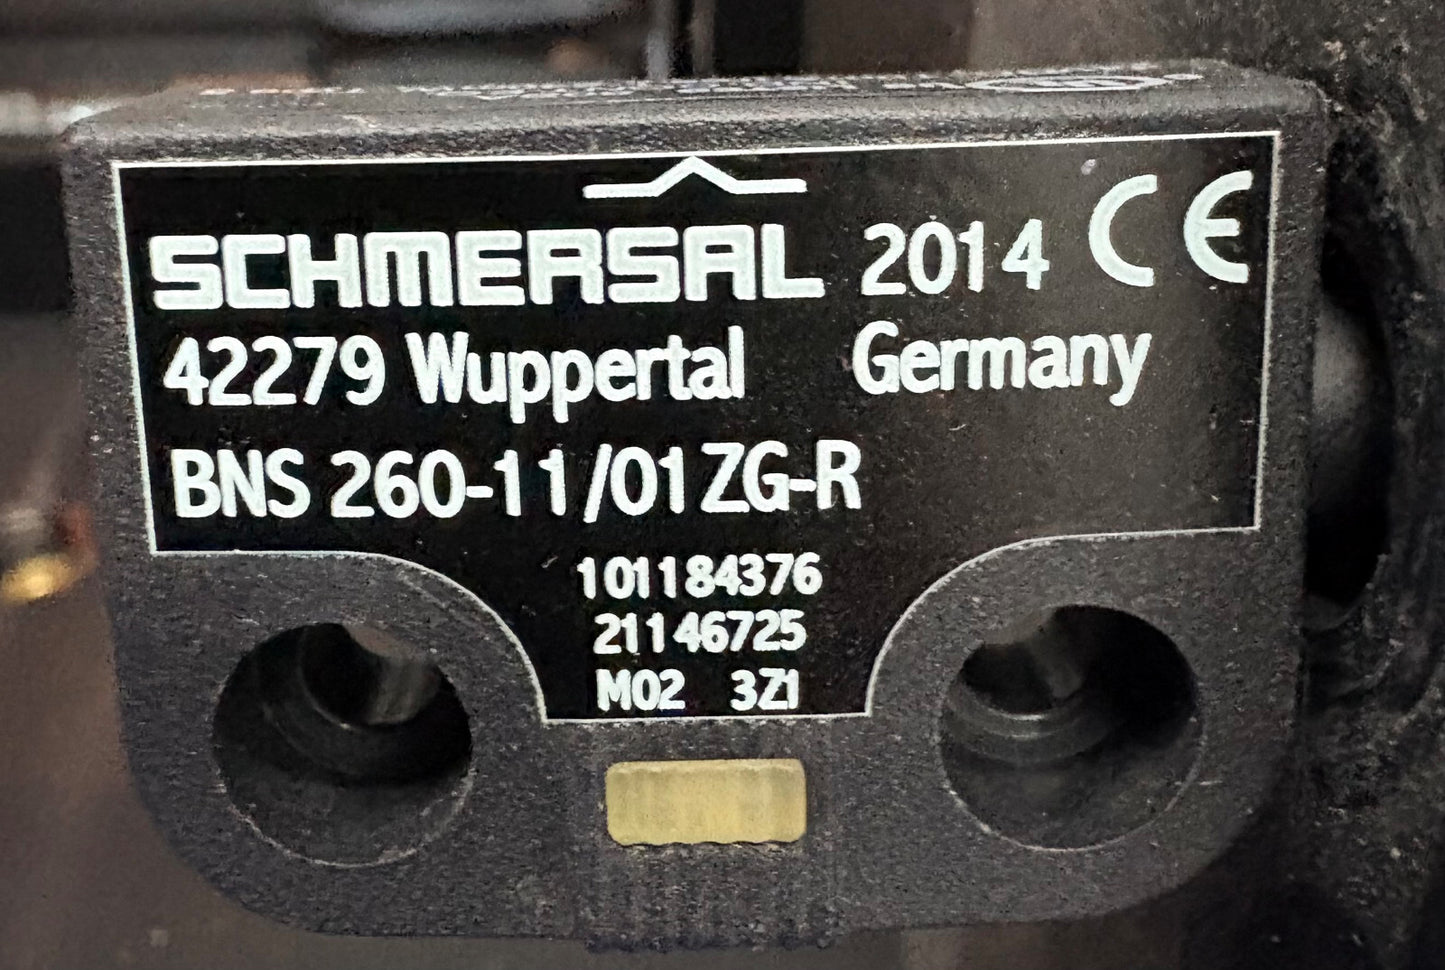 SCHMERSAL 2014 CE
42279 Wuppertal Germany
BNS 260-11/01ZG-R
101184376
21146725
M02 3Z1